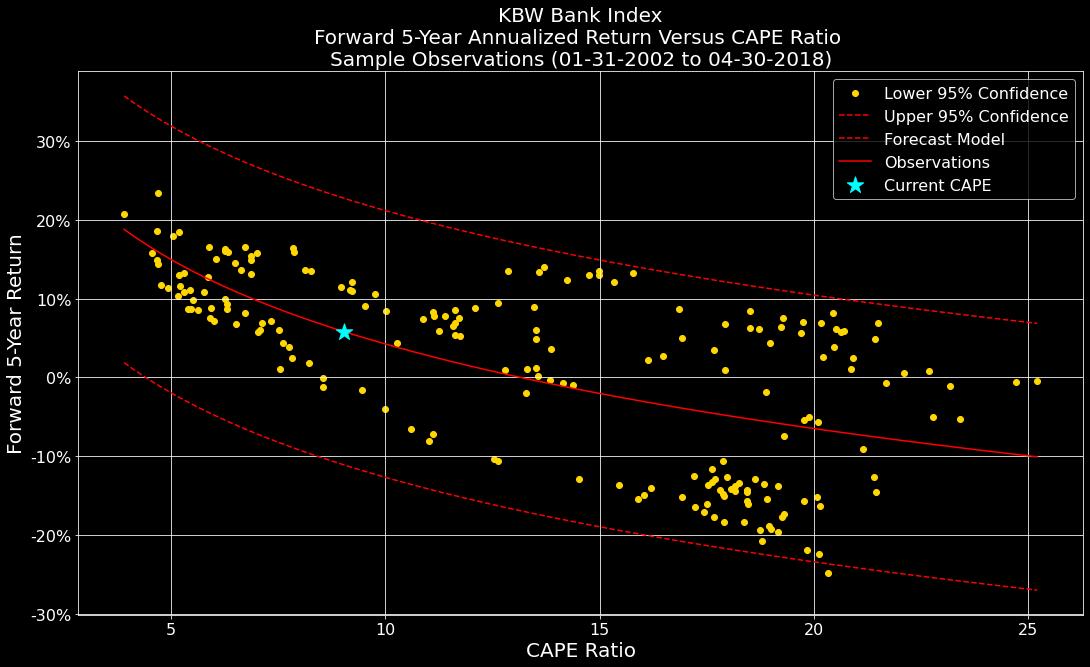 KBW Bank Index
Forward 5-Year Annualized Return Versus CAPE Ratio
Sample Observations (01-31-2002 to 04-30-2018)
Lower 95% Confidence
Upper 95% Confidence
Forecast Model
Observations
Current CAPE
Forward 5-Year Return
30%
20%
10%
0%
-10%
-20%
-30%
5 10 15 20 25
CAPE Ratio